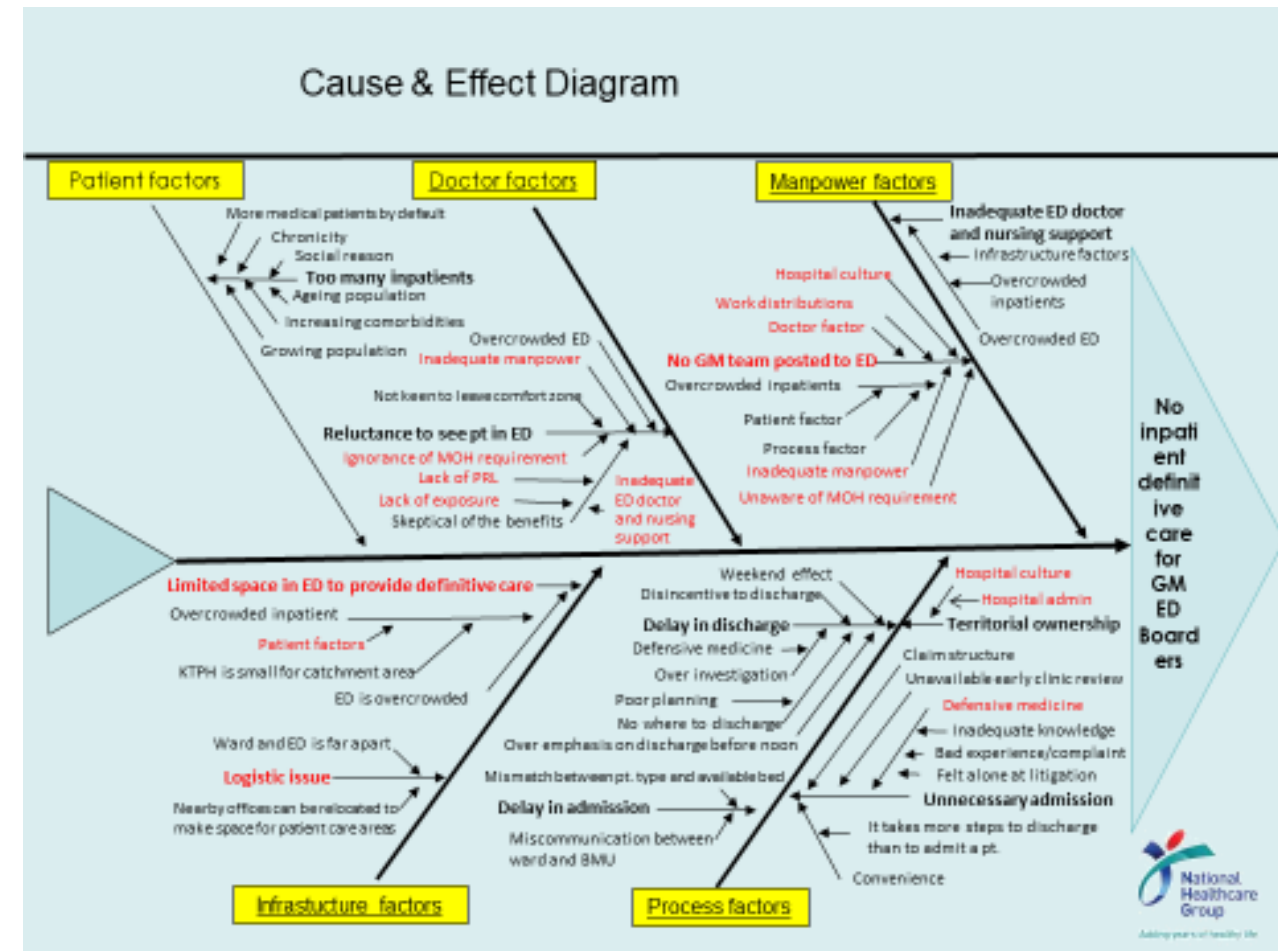 Cause & Effect Diagram
Patient factors
Doctor factors
Manpower factors
More medical patients by default
Chronicity
Social reason
Too many inpatients
Ageing population
Increasing comorbidities
Growing population
Overcrowded ED
Inadequate manpower
Not keen to leave comfort zone
Reluctance to see pt in ED
Ignorance of MOH requirement
Lack of PRL
Lack of exposure
Skeptical of the benefits
Inadequate
ED doctor
and nursing
support
Inadequate ED doctor
and nursing support
Infrastructure factors
Overcrowded
inpatients
Overcrowded ED
Hospital culture
Work distributions
Doctor factor
No GM team posted to ED
Overcrowded inpatients
Patient factor
Process factor
Inadequate manpower
Unaware of MOH requirement
No
inpati
ent
definit
ive
care
for
GM
ED
Board
ers
Limited space in ED to provide definitive care
Overcrowded inpatient
Patient factors
KTPH is small for catchment area
ED is overcrowded
Ward and ED is far apart
Logistic issue
Nearby offices can be relocated to
make space for patient care areas
Weekend effect
Disincentive to discharge
Delay in discharge
Defensive medicine
Over investigation
Poor planning
No where to discharge
Over emphasis on discharge before noon
Mismatch between pt. type and available bed
Delay in admission
Miscommunication between
ward and BMU
Hospital culture
Hospital admin
Territorial ownership
Claim structure
Unavailable early clinic review
Defensive medicine
Inadequate knowledge
Bad experience/complaint
Felt alone at litigation
Unnecessary admission
It takes more steps to discharge
than to admit a pt.
Convenience
Infrastucture factors
Process factors
National
Healthcare
Group
Adding years of healthy life